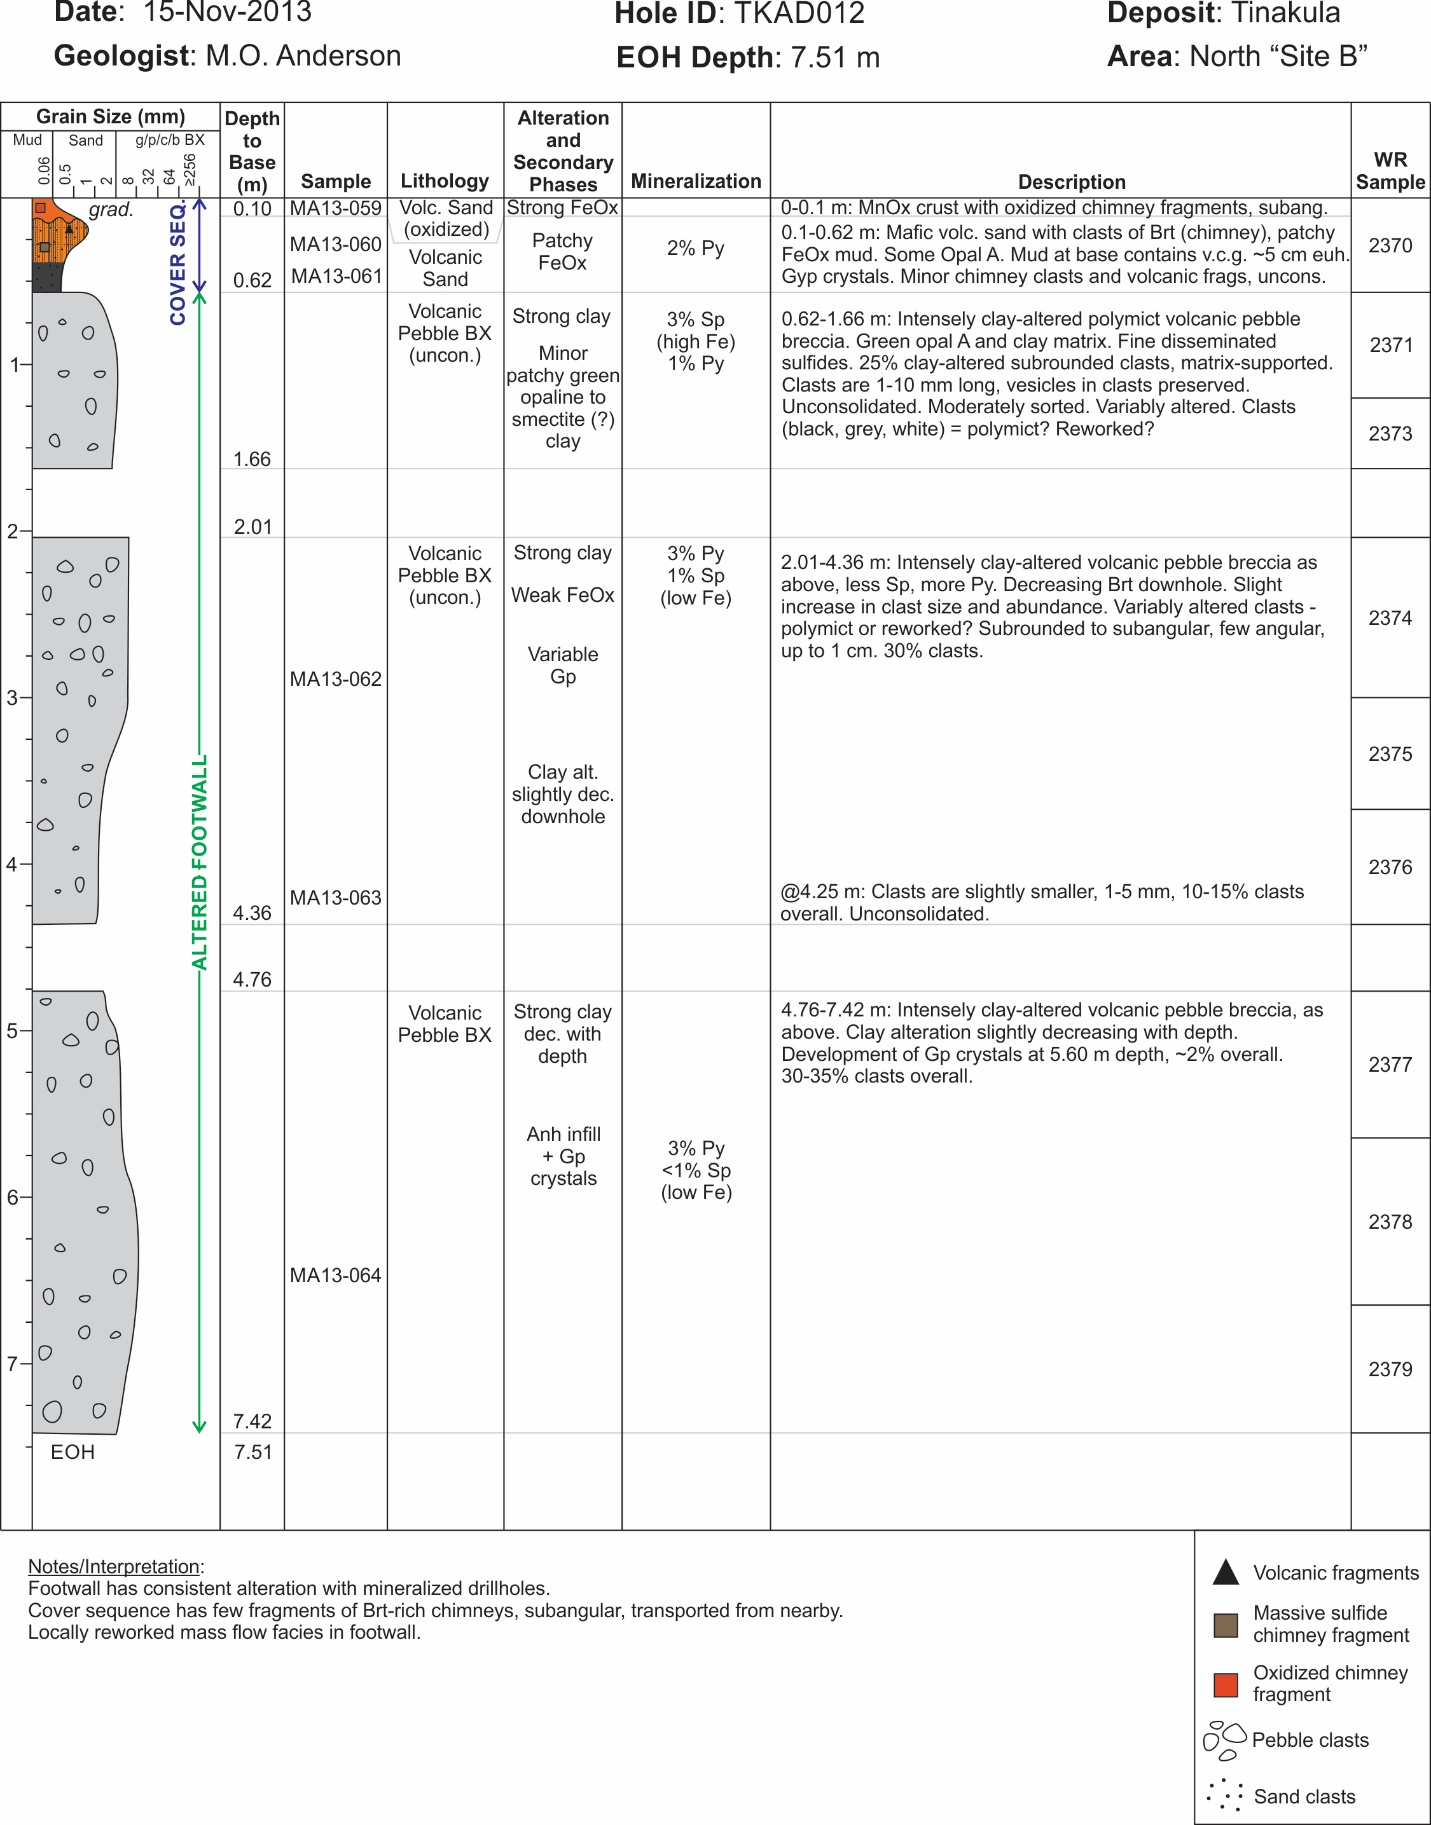 Date: 15-Nov-2013
Hole ID: TKAD012
Deposit: Tinakula
Geologist: M.O. Anderson
EOH Depth: 7.51 m
Area: North “Site B”
Grain Size (mm)
Mud
Sand
g/p/c/b BX
0.06
0.5
1
2
8
32
64
≥256
Depth
to
Base
(m)
Sample
Lithology
Alteration
and
Secondary
Phases
Mineralization
Description
WR
Sample
grad.
COVER SEQ.
0.10
MA13-059
Volc. Sand
(oxidized)
Strong FeOx
0-0.1 m: MnOx crust with oxidized chimney fragments, subang.
0.62
MA13-060
MA13-061
Volcanic
Sand
Patchy
FeOx
2% Py
0.1-0.62 m: Mafic volc. sand with clasts of Brt (chimney), patchy
FeOx mud. Some Opal A. Mud at base contains v.c.g. ~5 cm euh.
Gyp crystals. Minor chimney clasts and volcanic frags, uncons.
2370
1
1.66
Volcanic
Pebble BX
(uncon.)
Strong clay
Minor
patchy green
opaline to
smectite (?)
clay
3% Sp
(high Fe)
1% Py
0.62-1.66 m: Intensely clay-altered polymict volcanic pebble
breccia. Green opal A and clay matrix. Fine disseminated
sulfides. 25% clay-altered subrounded clasts, matrix-supported.
Clasts are 1-10 mm long, vesicles in clasts preserved.
Unconsolidated. Moderately sorted. Variably altered. Clasts
(black, grey, white) = polymict? Reworked?
2371
2373
2
2.01
ALTERED FOOTWALL
3
4
4.36
MA13-062
MA13-063
Volcanic
Pebble BX
(uncon.)
Strong clay
Weak FeOx
Variable
Gp
Clay alt.
slightly dec.
downhole
3% Py
1% Sp
(low Fe)
2.01-4.36 m: Intensely clay-altered volcanic pebble breccia as
above, less Sp, more Py. Decreasing Brt downhole. Slight
increase in clast size and abundance. Variably altered clasts -
polymict or reworked? Subrounded to subangular, few angular,
up to 1 cm. 30% clasts.
@4.25 m: Clasts are slightly smaller, 1-5 mm, 10-15% clasts
overall. Unconsolidated.
2374
2375
2376
4.76
5
6
7
7.42
MA13-064
Volcanic
Pebble BX
Strong clay
dec. with
depth
Anh infill
+ Gp
crystals
3% Py
<1% Sp
(low Fe)
4.76-7.42 m: Intensely clay-altered volcanic pebble breccia, as
above. Clay alteration slightly decreasing with depth.
Development of Gp crystals at 5.60 m depth, ~2% overall.
30-35% clasts overall.
2377
2378
2379
EOH
7.51
Notes/Interpretation:
Footwall has consistent alteration with mineralized drillholes.
Cover sequence has few fragments of Brt-rich chimneys, subangular, transported from nearby.
Locally reworked mass flow facies in footwall.
Volcanic fragments
Massive sulfide
chimney fragment
Oxidized chimney
fragment
Pebble clasts
Sand clasts